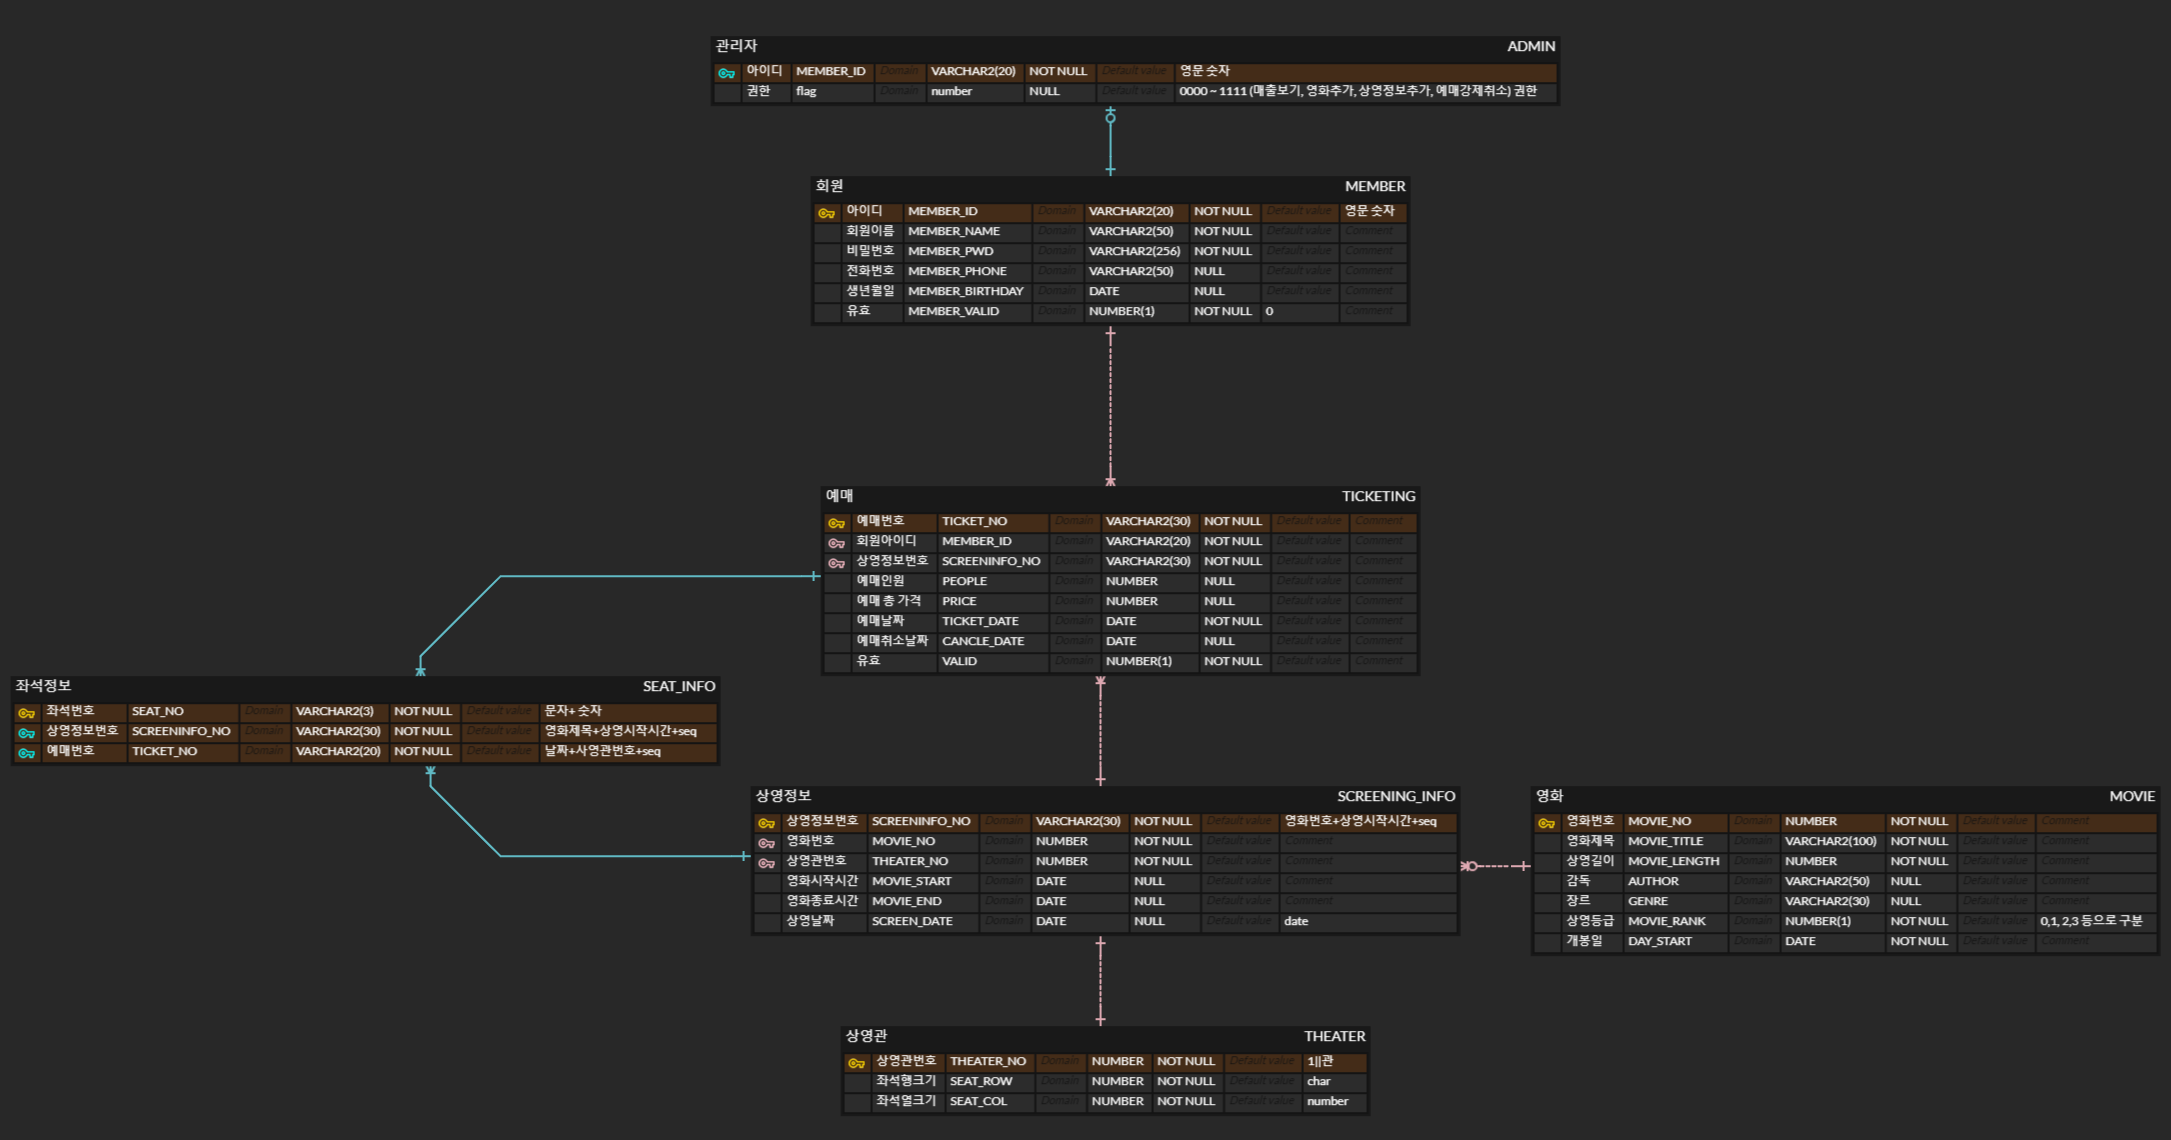 관리자 ADMIN
아이디 MEMBER_ID Domain VARCHAR2(20) NOT NULL Default value 영문 숫자
권한 flag Domain number NULL Default value 0000 ~ 1111 (매출보기, 영화추가, 상영정보추가, 예매강제취소) 권한
회원 MEMBER
아이디 MEMBER_ID Domain VARCHAR2(20) NOT NULL Default value 영문 숫자
회원이름 MEMBER_NAME Domain VARCHAR2(50) NOT NULL Default value Comment
비밀번호 MEMBER_PWD Domain VARCHAR2(256) NOT NULL Default value Comment
전화번호 MEMBER_PHONE Domain VARCHAR2(50) NULL Default value Comment
생년월일 MEMBER_BIRTHDAY Domain DATE NULL Default value Comment
유효 MEMBER_VALID Domain NUMBER(1) NOT NULL 0 Comment
예매 TICKETING
예매번호 TICKET_NO Domain VARCHAR2(30) NOT NULL Default value Comment
회원아이디 MEMBER_ID Domain VARCHAR2(20) NOT NULL Default value Comment
상영정보번호 SCREENINFO_NO Domain VARCHAR2(30) NOT NULL Default value Comment
예매인원 PEOPLE Domain NUMBER NULL Default value Comment
예매 총 가격 PRICE Domain NUMBER NULL Default value Comment
예매날짜 TICKET_DATE Domain DATE NOT NULL Default value Comment
예매취소날짜 CANCLE_DATE Domain DATE NULL Default value Comment
유효 VALID Domain NUMBER(1) NOT NULL Default value Comment
좌석정보 SEAT_INFO
좌석번호 SEAT_NO Domain VARCHAR2(3) NOT NULL Default value 문자+ 숫자
상영정보번호 SCREENINFO_NO Domain VARCHAR2(30) NOT NULL Default value 영화제목+상영시작시간+seq
예매번호 TICKET_NO Domain VARCHAR2(20) NOT NULL Default value 날짜+사영관번호+seq
상영정보 SCREENING_INFO
상영정보번호 SCREENINFO_NO Domain VARCHAR2(30) NOT NULL Default value 영화번호+상영시작시간+seq
영화번호 MOVIE_NO Domain NUMBER NOT NULL Default value Comment
상영관번호 THEATER_NO Domain NUMBER NOT NULL Default value Comment
영화시작시간 MOVIE_START Domain DATE NULL Default value Comment
영화종료시간 MOVIE_END Domain DATE NULL Default value Comment
상영날짜 SCREEN_DATE Domain DATE NULL Default value date
영화 MOVIE
영화번호 MOVIE_NO Domain NUMBER NOT NULL Default value Comment
영화제목 MOVIE_TITLE Domain VARCHAR2(100) NOT NULL Default value Comment
상영길이 MOVIE_LENGTH Domain NUMBER NOT NULL Default value Comment
감독 AUTHOR Domain VARCHAR2(50) NULL Default value Comment
장르 GENRE Domain VARCHAR2(30) NULL Default value Comment
상영등급 MOVIE_RANK Domain NUMBER(1) NOT NULL Default value 0,1, 2,3 등으로 구분
개봉일 DAY_START Domain DATE NOT NULL Default value Comment
상영관 THEATER
상영관번호 THEATER_NO Domain NUMBER NOT NULL Default value 1||관
좌석행크기 SEAT_ROW Domain NUMBER NOT NULL Default value char
좌석열크기 SEAT_COL Domain NUMBER NOT NULL Default value number